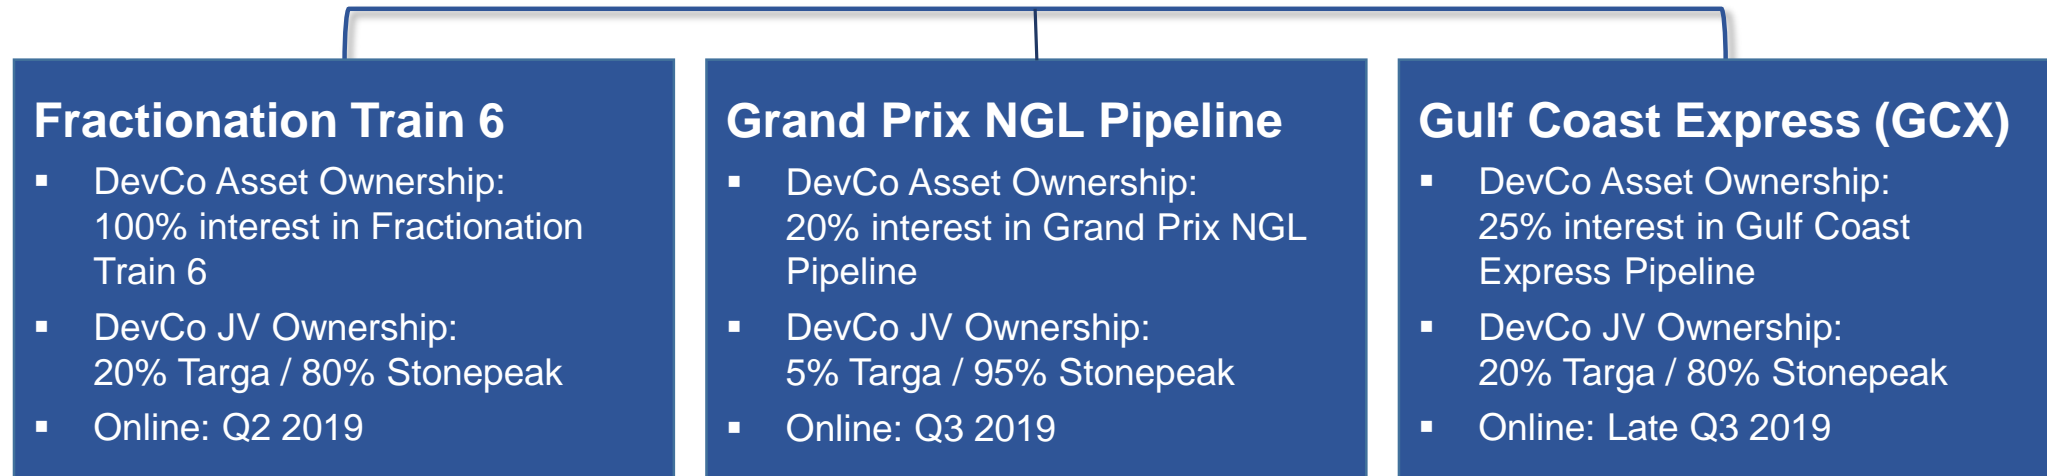 Fractionation Train 6
▪ DevCo Asset Ownership:
100% interest in Fractionation
Train 6
▪ DevCo JV Ownership:
20% Targa / 80% Stonepeak
▪ Online: Q2 2019
Grand Prix NGL Pipeline
▪ DevCo Asset Ownership:
20% interest in Grand Prix NGL
Pipeline
▪ DevCo JV Ownership:
5% Targa / 95% Stonepeak
▪ Online: Q3 2019
Gulf Coast Express (GCX)
▪ DevCo Asset Ownership:
25% interest in Gulf Coast
Express Pipeline
▪ DevCo JV Ownership:
20% Targa / 80% Stonepeak
▪ Online: Late Q3 2019